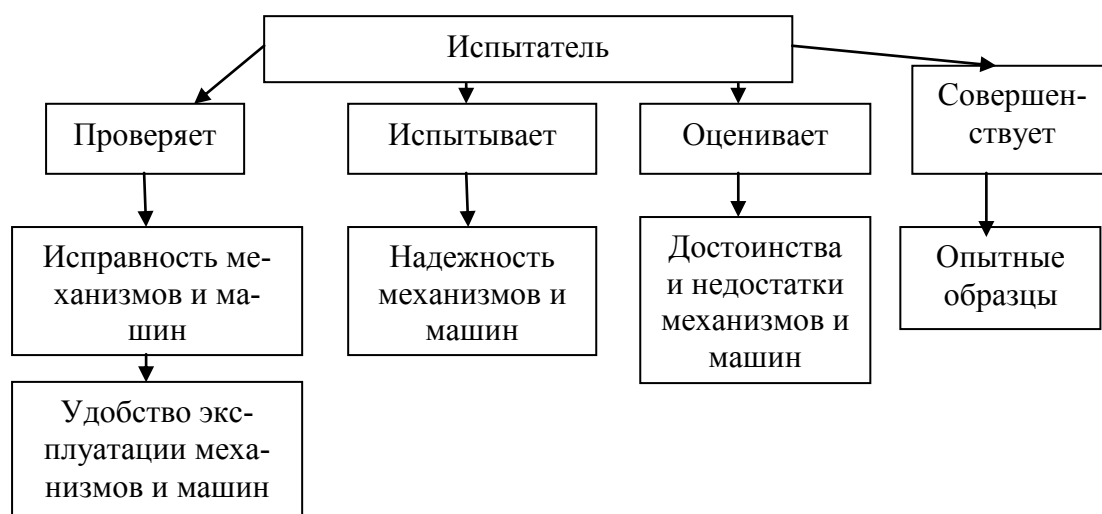 Испытатель
Проверяет
Испытывает
Оценивает
Совершен-
ствует
Исправность ме-
ханизмов и ма-
шин
Надежность
механизмов и
машин
Достоинства
и недостатки
механизмов и
машин
Опытные
образцы
Удобство экс-
плуатации меха-
низмов и машин